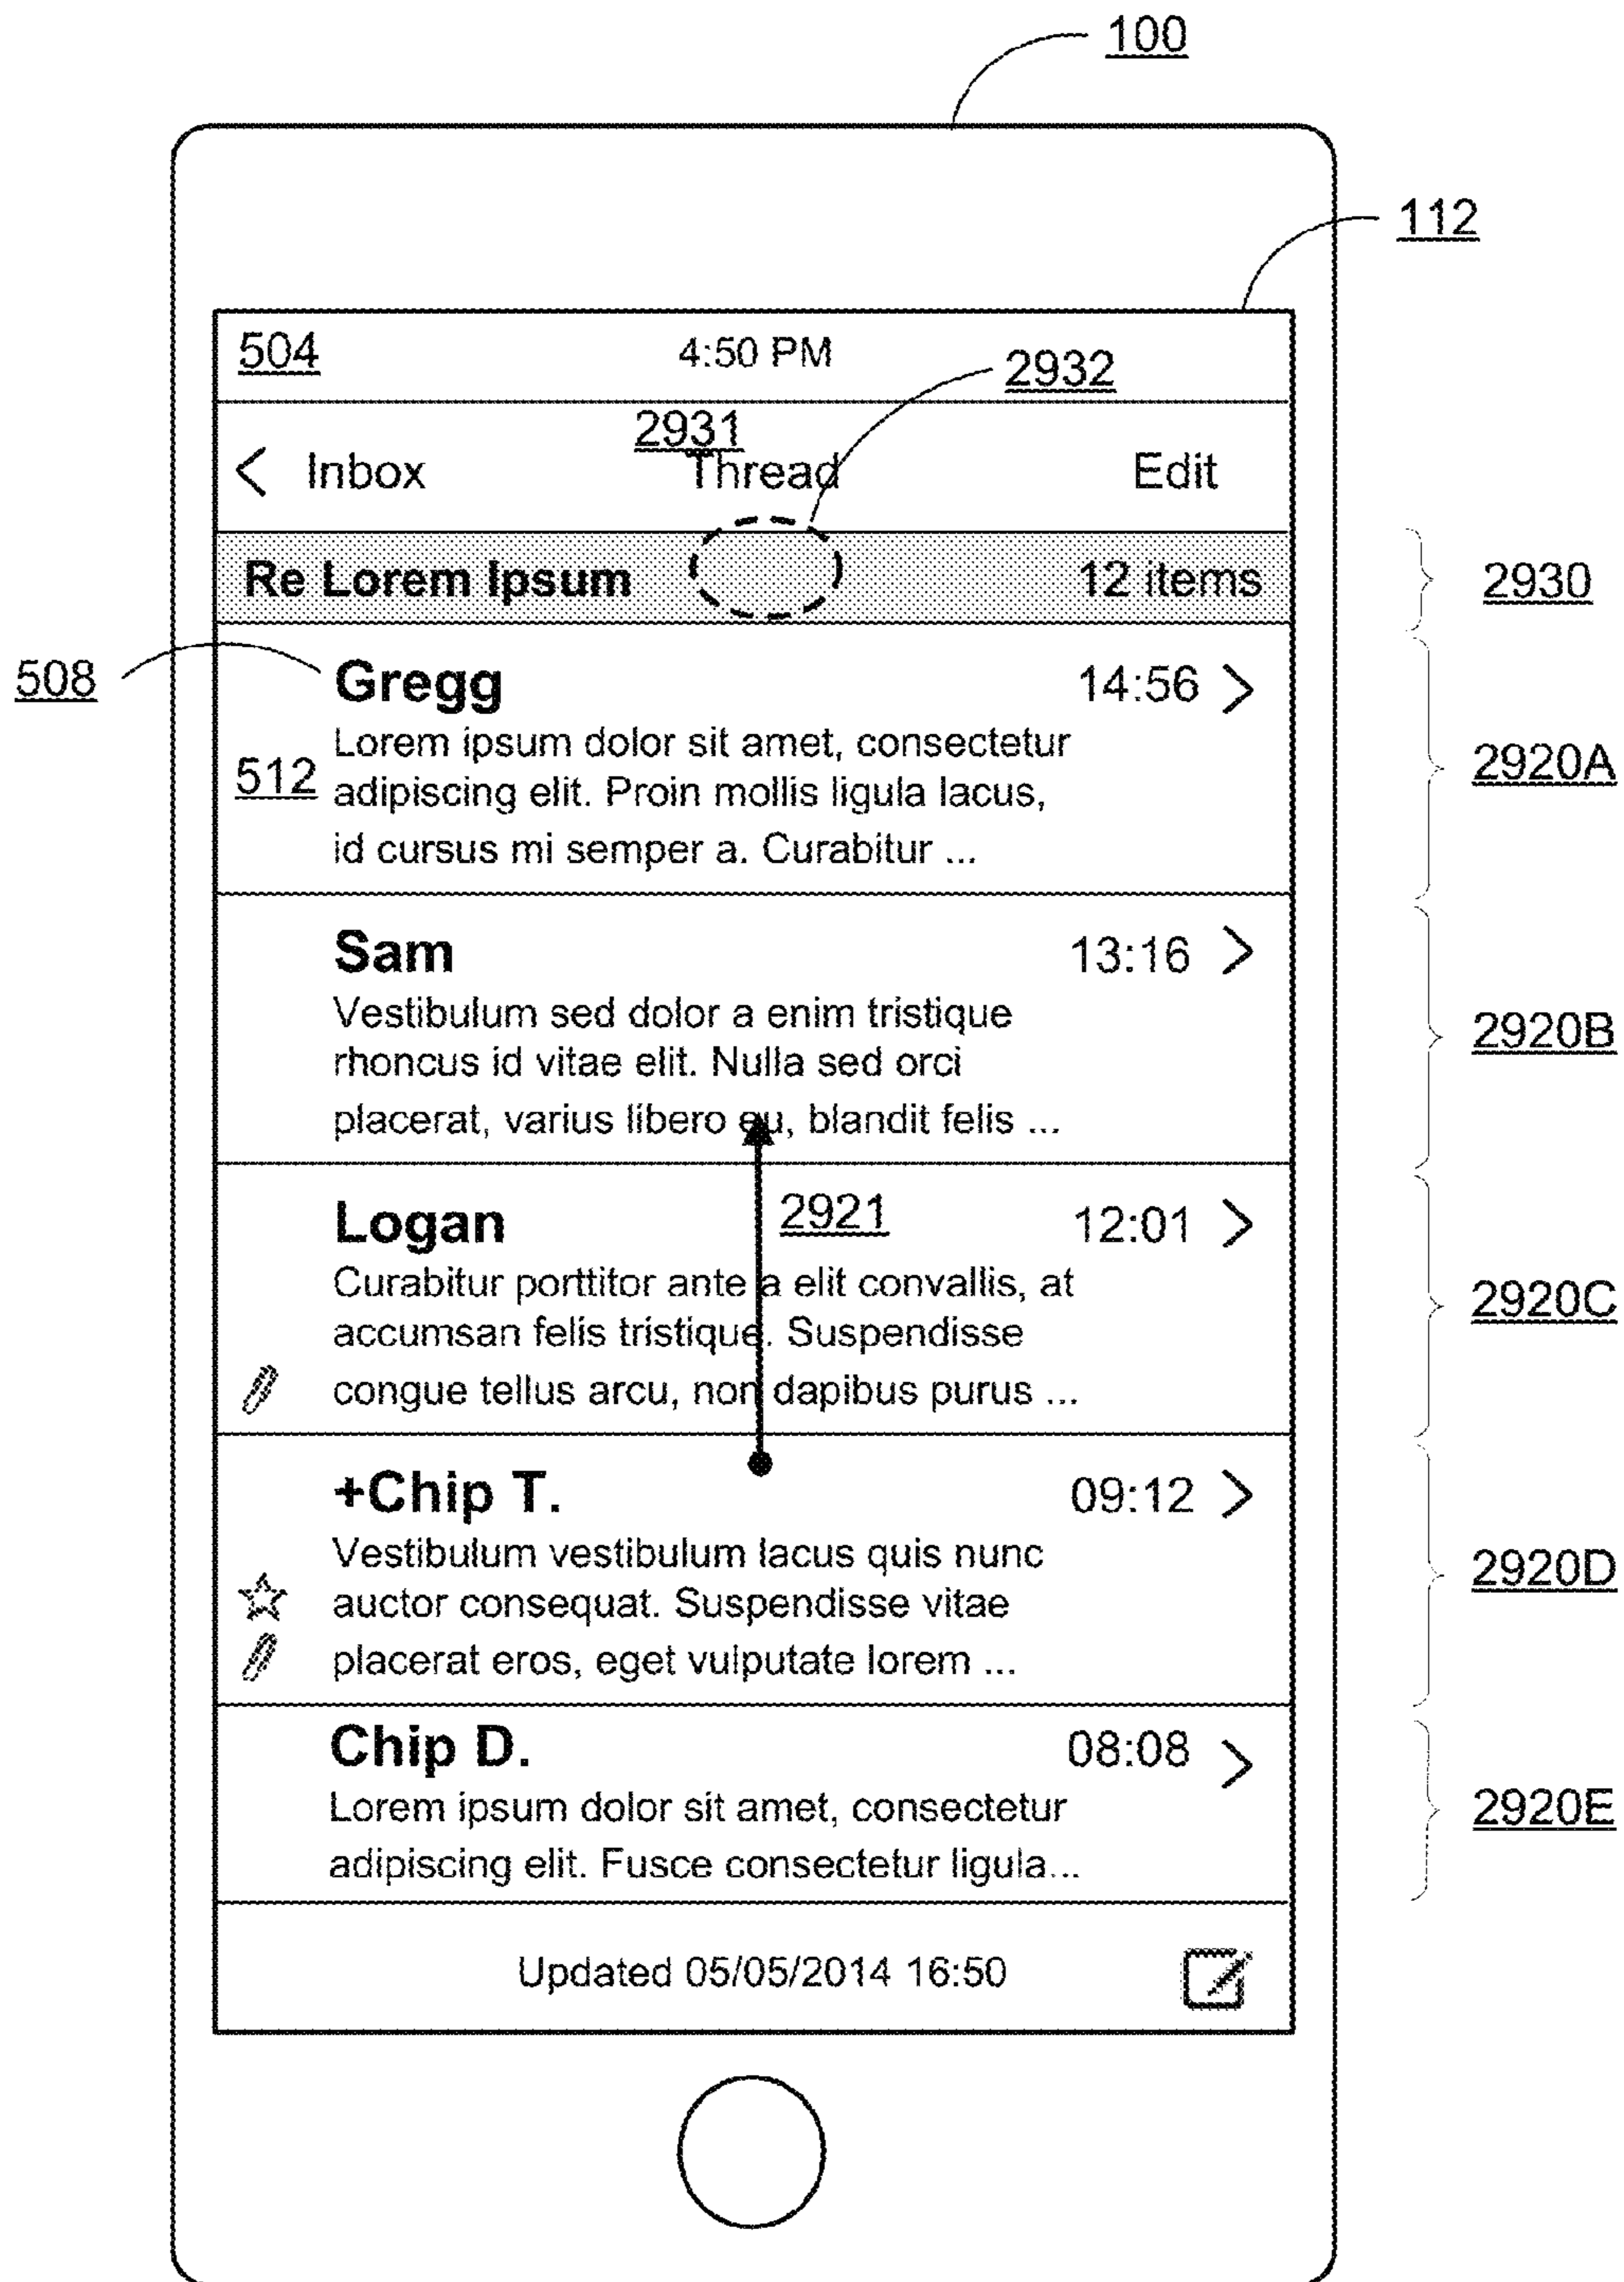 100
112
504 4:50 PM 2932
2931
< Inbox Thread Edit
Re Lorem Ipsum 12 items 2930
508 Gregg 14:56 >
Lorem ipsum dolor sit amet, consectetur
512 adipiscing elit. Proin mollis ligula lacus, 2920A
id cursus mi semper a. Curabitur ...
Sam 13:16 >
Vestibulum sed dolor a enim tristique
rhoncus id vitae elit. Nulla sed orci 2920B
placerat, varius libero eu, blandit felis ...
Logan 2921 12:01 >
Curabitur porttitor ante a elit convallis, at 2920C
accumsan felis tristique. Suspendisse
congue tellus arcu, non dapibus purus ...
+Chip T. 09:12 >
Vestibulum vestibulum lacus quis nunc 2920D
auctor consequat. Suspendisse vitae
placerat eros, eget vulputate lorem ...
Chip D. 08:08 >
Lorem ipsum dolor sit amet, consectetur 2920E
adipiscing elit. Fusce consectetur ligula...
Updated 05/05/2014 16:50